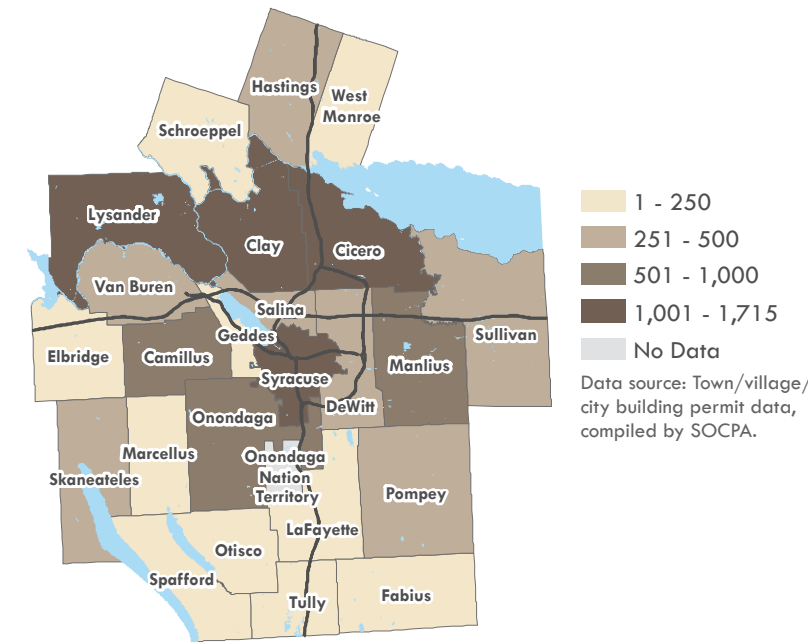 Hastings
West
Monroe
Schroeppel
Lysander
Clay
Cicero
Van Buren
Salina
Geddes
Sullivan
Elbridge
Camillus
Manlius
Syracuse
DeWitt
Onondaga
Marcellus
Onondaga
Nation
Territory
Skaneateles
Pompey
LaFayette
Otisco
Spafford
Tully
Fabius
1 - 250
251 - 500
501 - 1,000
1,001 - 1,715
No Data
Data source: Town/village/
city building permit data,
compiled by SOCPA.